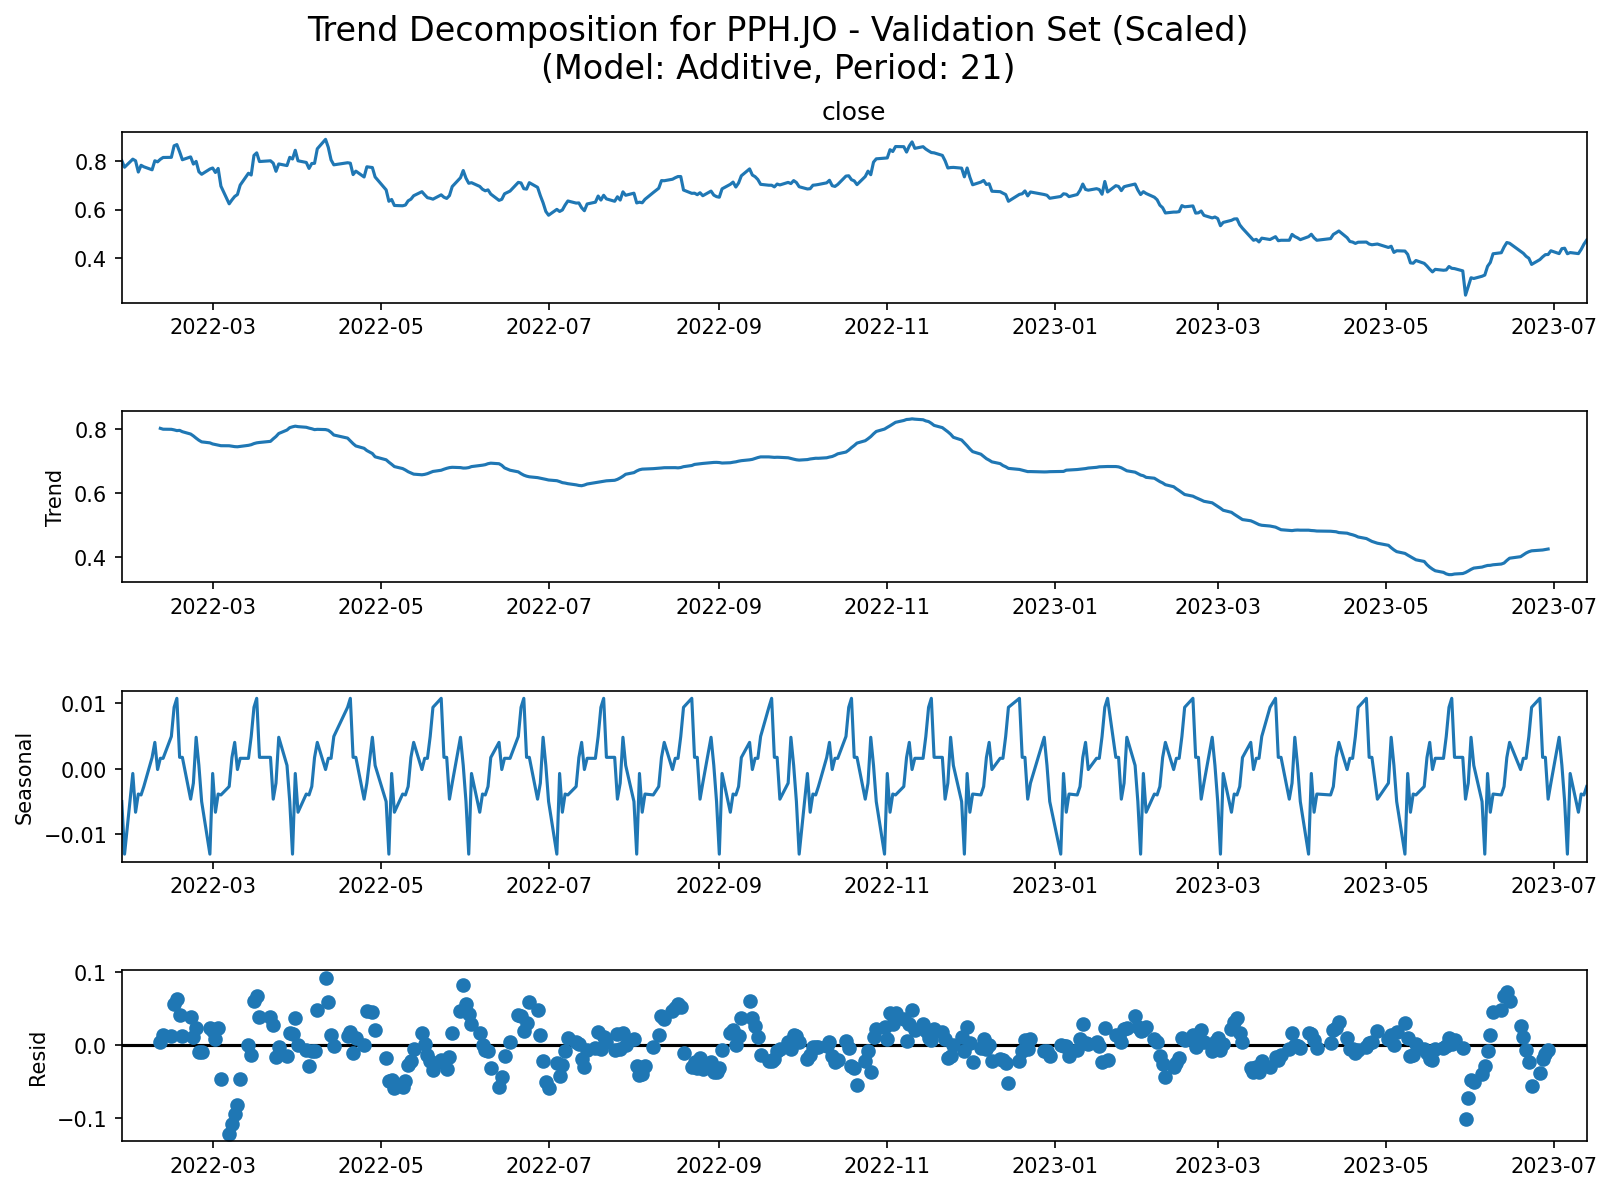 Trend Decomposition for PPH.JO - Validation Set (Scaled)
(Model: Additive, Period: 21)
close
0.8
0.6
0.4
2022-03 2022-05 2022-07 2022-09 2022-11 2023-01 2023-03 2023-05 2023-07
Trend
0.8
0.6
0.4
2022-03 2022-05 2022-07 2022-09 2022-11 2023-01 2023-03 2023-05 2023-07
Seasonal
0.01
0.00
−0.01
2022-03 2022-05 2022-07 2022-09 2022-11 2023-01 2023-03 2023-05 2023-07
Resid
0.1
0.0
−0.1
2022-03 2022-05 2022-07 2022-09 2022-11 2023-01 2023-03 2023-05 2023-07